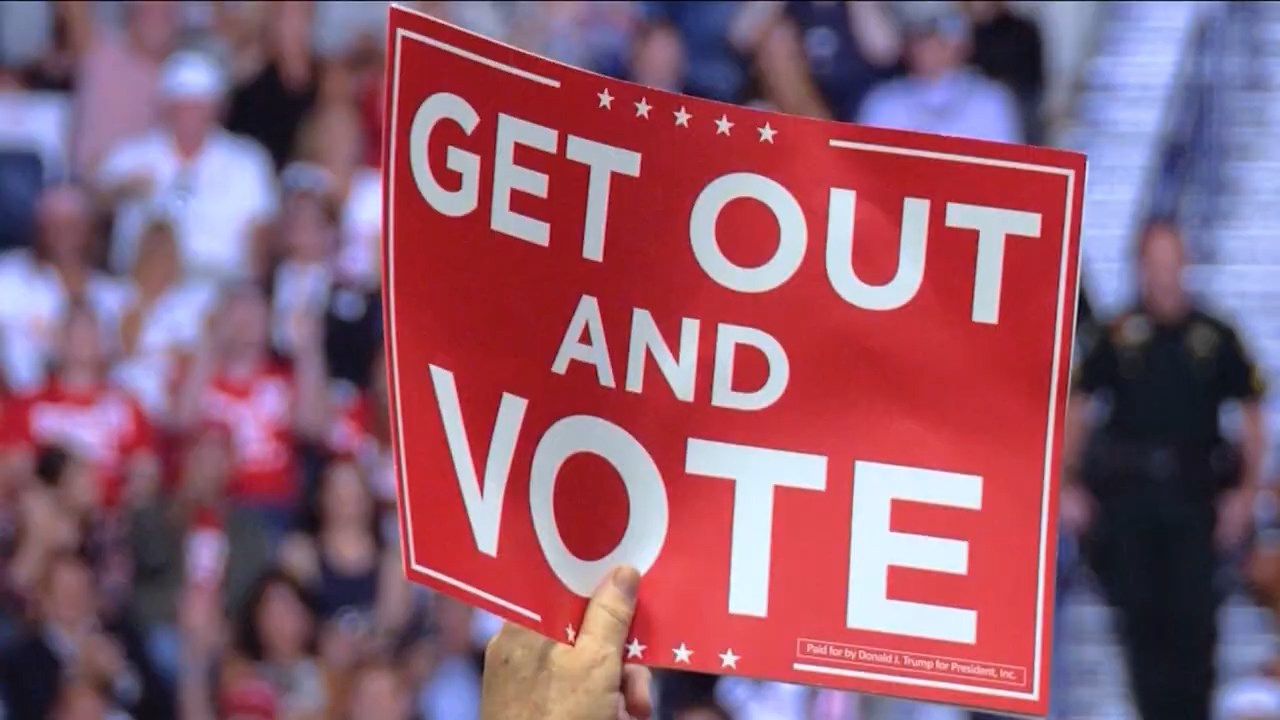 GET OUT
AND
VOTE
Paid for by Donald J. Trump for President, Inc.